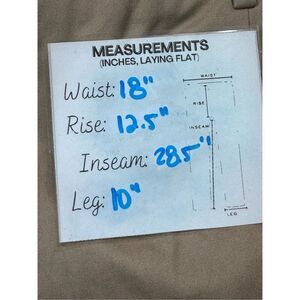 MEASUREMENTS
(INCHES, LAYING FLAT)
Waist: 18"
WAIST
Rise: 12.5"
RISE
INSEAM
Inseam: 28.5"
Leg: 10"
LEG